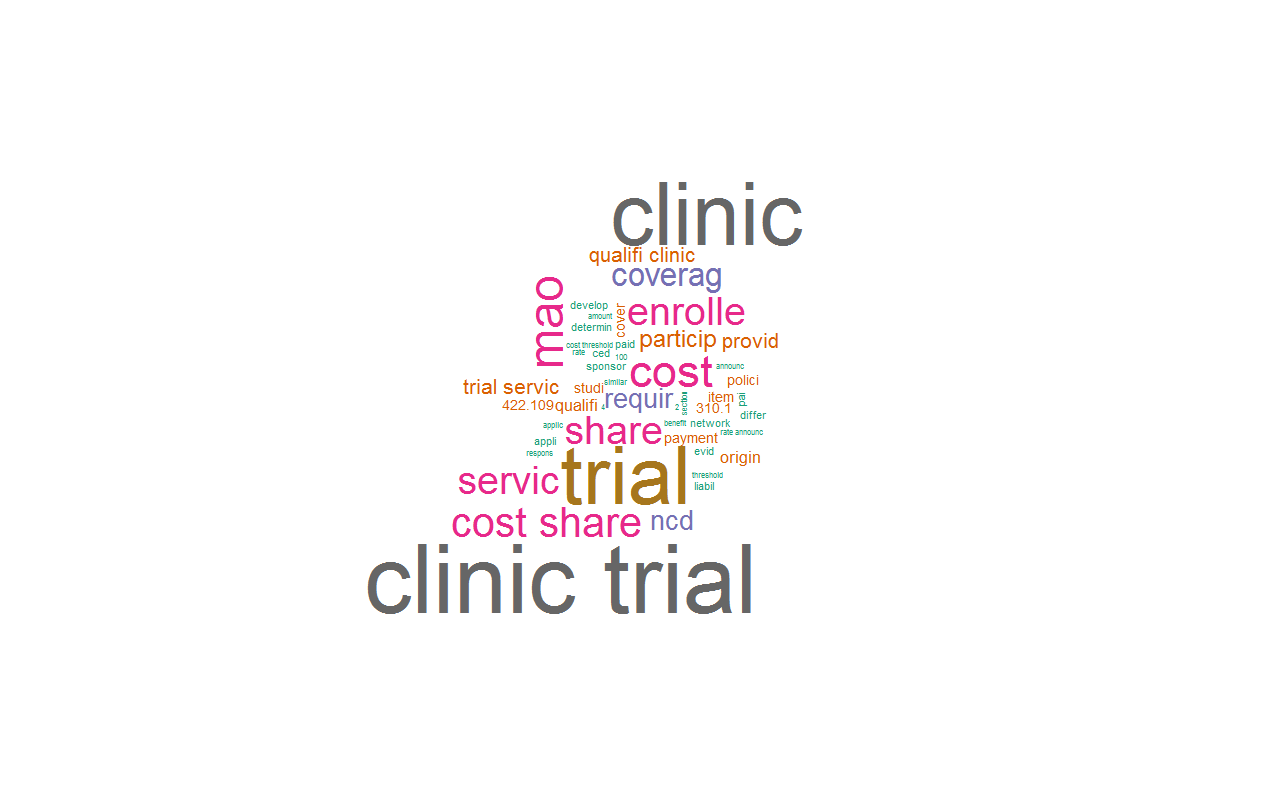 clinic
qualifi clinic
coverag
mao
develop
cover
enrolle
amount
determin
particip
provid
cost threshold
paid
rate
ced
100
sponsor
cost
announc
similar
polici
trial servic
studi
requir
section
item
pai
422.109
qualifi
4
2
310.1
differ
applic
share
benefit
network
payment
rate announc
appli
respons
trial
evid
origin
servic
threshold
liabil
cost share
ncd
clinic trial